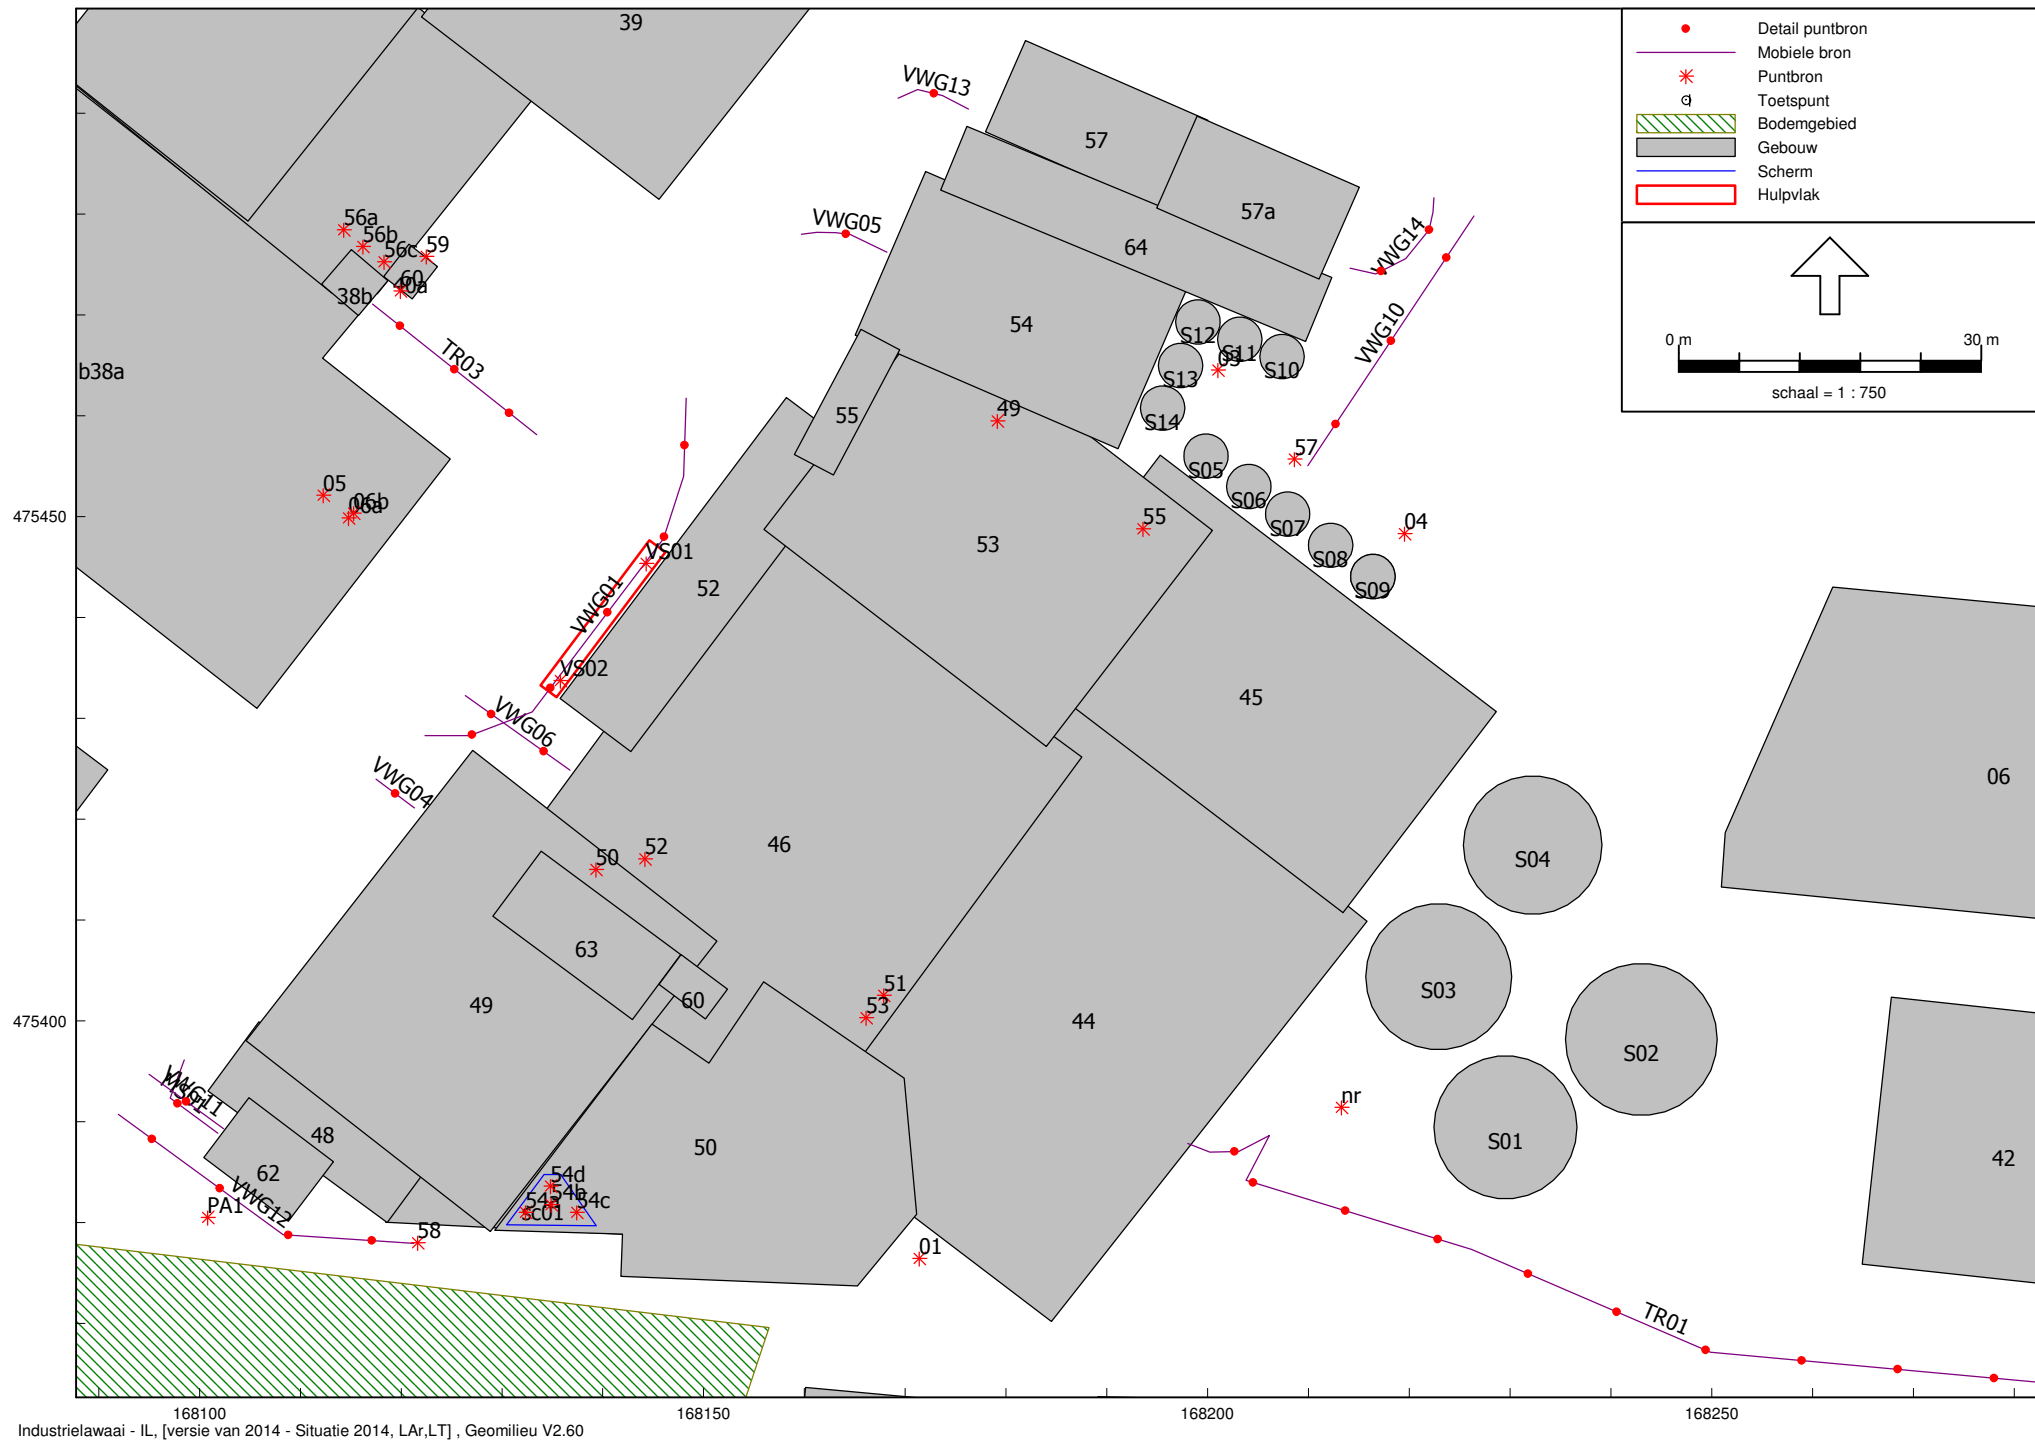 39
VWG13
Detail puntbron
Mobiele bron
Puntbron
Toetspunt
Bodemgebied
Gebouw
Scherm
Hulpvlak
57
57a
56a
56b
56c
59
60
40a
38b
VWG05
64
VWG14
VWG10
54
S12
S11
S10
03
S13
S14
0 m
30 m
schaal = 1 : 750
b38a
TR03
55
49
57
S05
S06
S07
S08
S09
04
05
06b
06a
475450
55
53
VS01
VWG01
52
VS02
45
VWG06
VWG04
06
50
52
46
S04
63
49
60
51
53
S03
44
S02
475400
VWG11
nr
S01
48
50
42
62
54d
54b
54a
54c
sc01
VWG12
PA1
58
01
TR01
168100
168150
168200
168250
Industrielawaai - IL, [versie van 2014 - Situatie 2014, LAr,LT] , Geomilieu V2.60